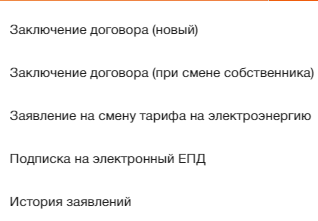 Заключение договора (новый)
Заключение договора (при смене собственника)
Заявление на смену тарифа на электроэнергию
Подписка на электронный ЕПД
История заявлений